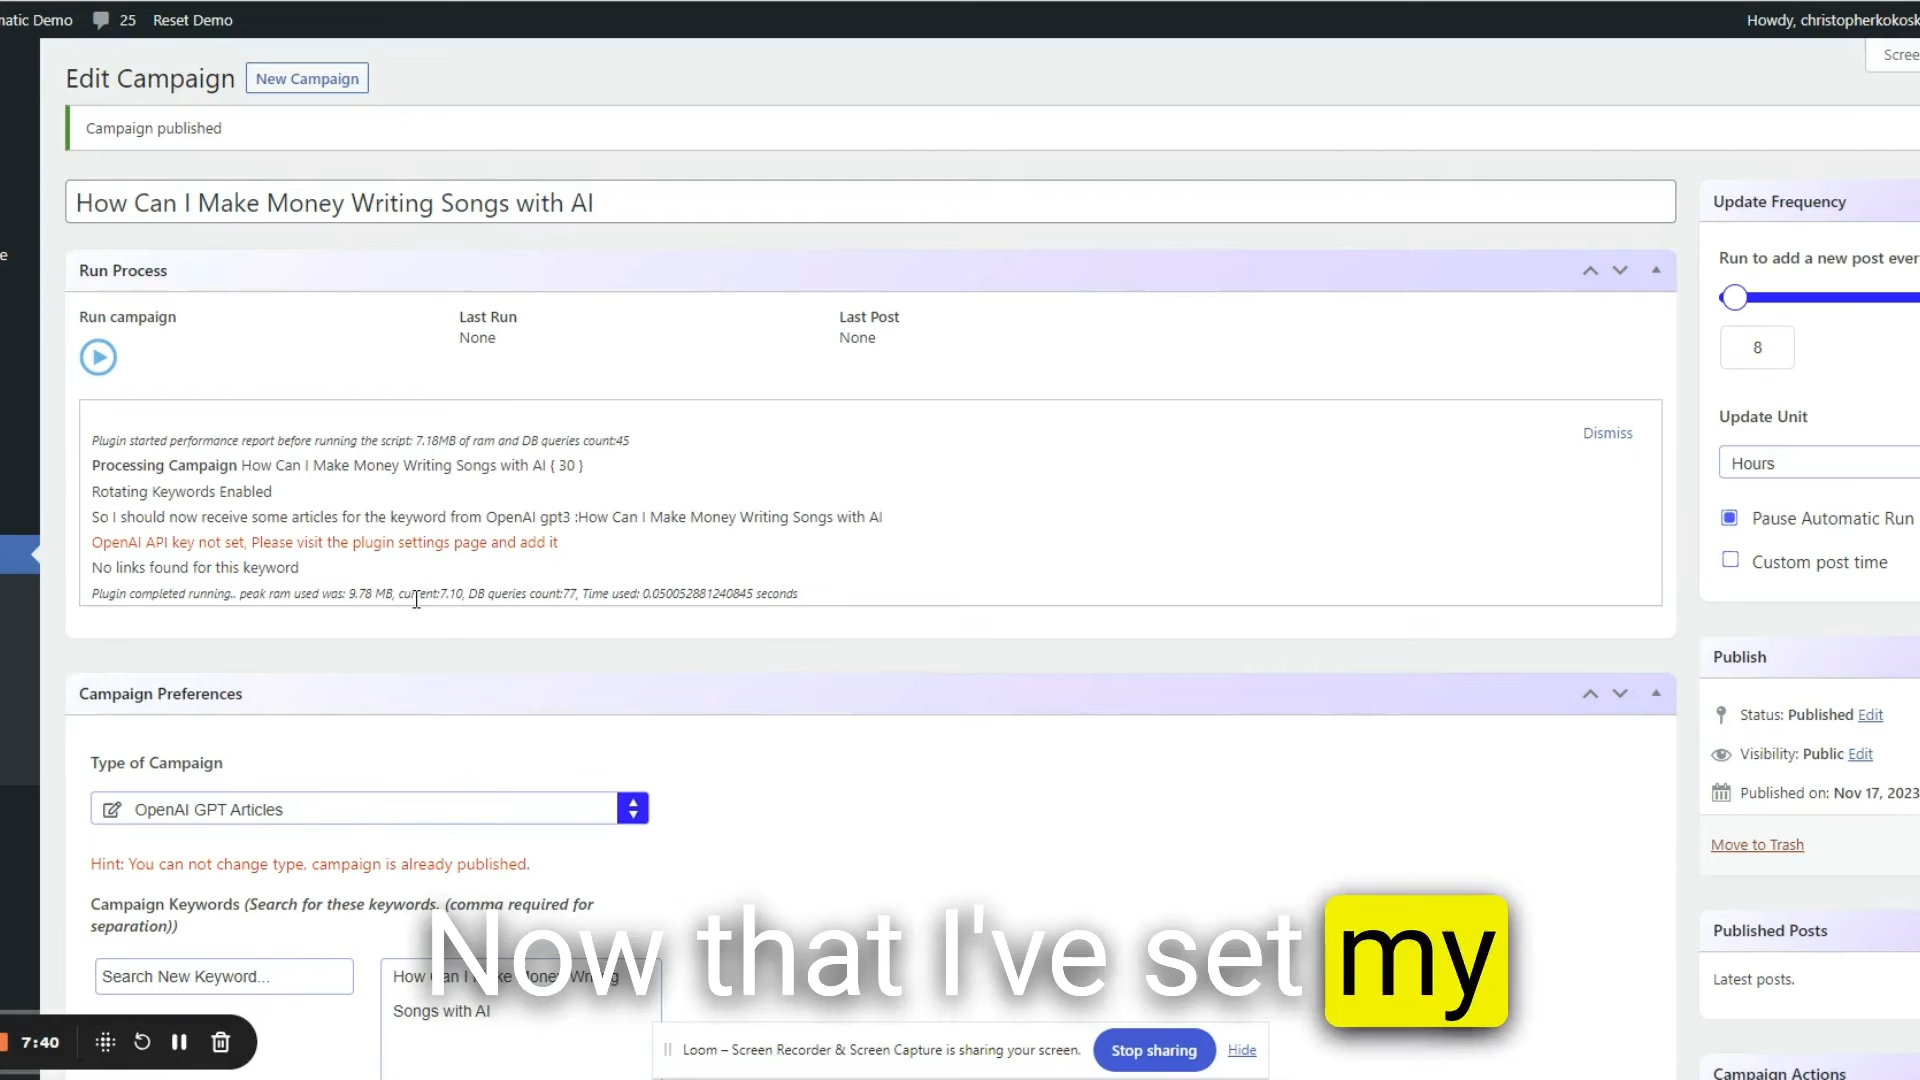 matic Demo 25 Reset Demo
Howdy, christopherkokosk
Scree
Edit Campaign New Campaign
Campaign published
How Can I Make Money Writing Songs with AI
Run Process
Run campaign
Last Run
None
Last Post
None
Plugin started performance report before running the script: 7.18MB of ram and DB queries count:45
Dismiss
Processing Campaign How Can I Make Money Writing Songs with AI { 30 }
Rotating Keywords Enabled
So I should now receive some articles for the keyword from OpenAI gpt3 :How Can I Make Money Writing Songs with AI
OpenAI API key not set, Please visit the plugin settings page and add it
No links found for this keyword
Plugin completed running.. peak ram used was: 9.78 MB, current:7.10, DB queries count:77, Time used: 0.050052881240845 seconds
Campaign Preferences
Type of Campaign
OpenAI GPT Articles
Hint: You can not change type, campaign is already published.
Campaign Keywords (Search for these keywords. (comma required for
separation))
Search New Keyword...
How Can I Make Money Writing
Songs with AI
Update Frequency
Run to add a new post ever
8
Update Unit
Hours
Pause Automatic Run
Custom post time
Publish
Status: Published Edit
Visibility: Public Edit
Published on: Nov 17, 2023
Move to Trash
Published Posts
Latest posts.
Campaign Actions
e
Now that I've set my
7:40
Loom – Screen Recorder & Screen Capture is sharing your screen.
Stop sharing
Hide